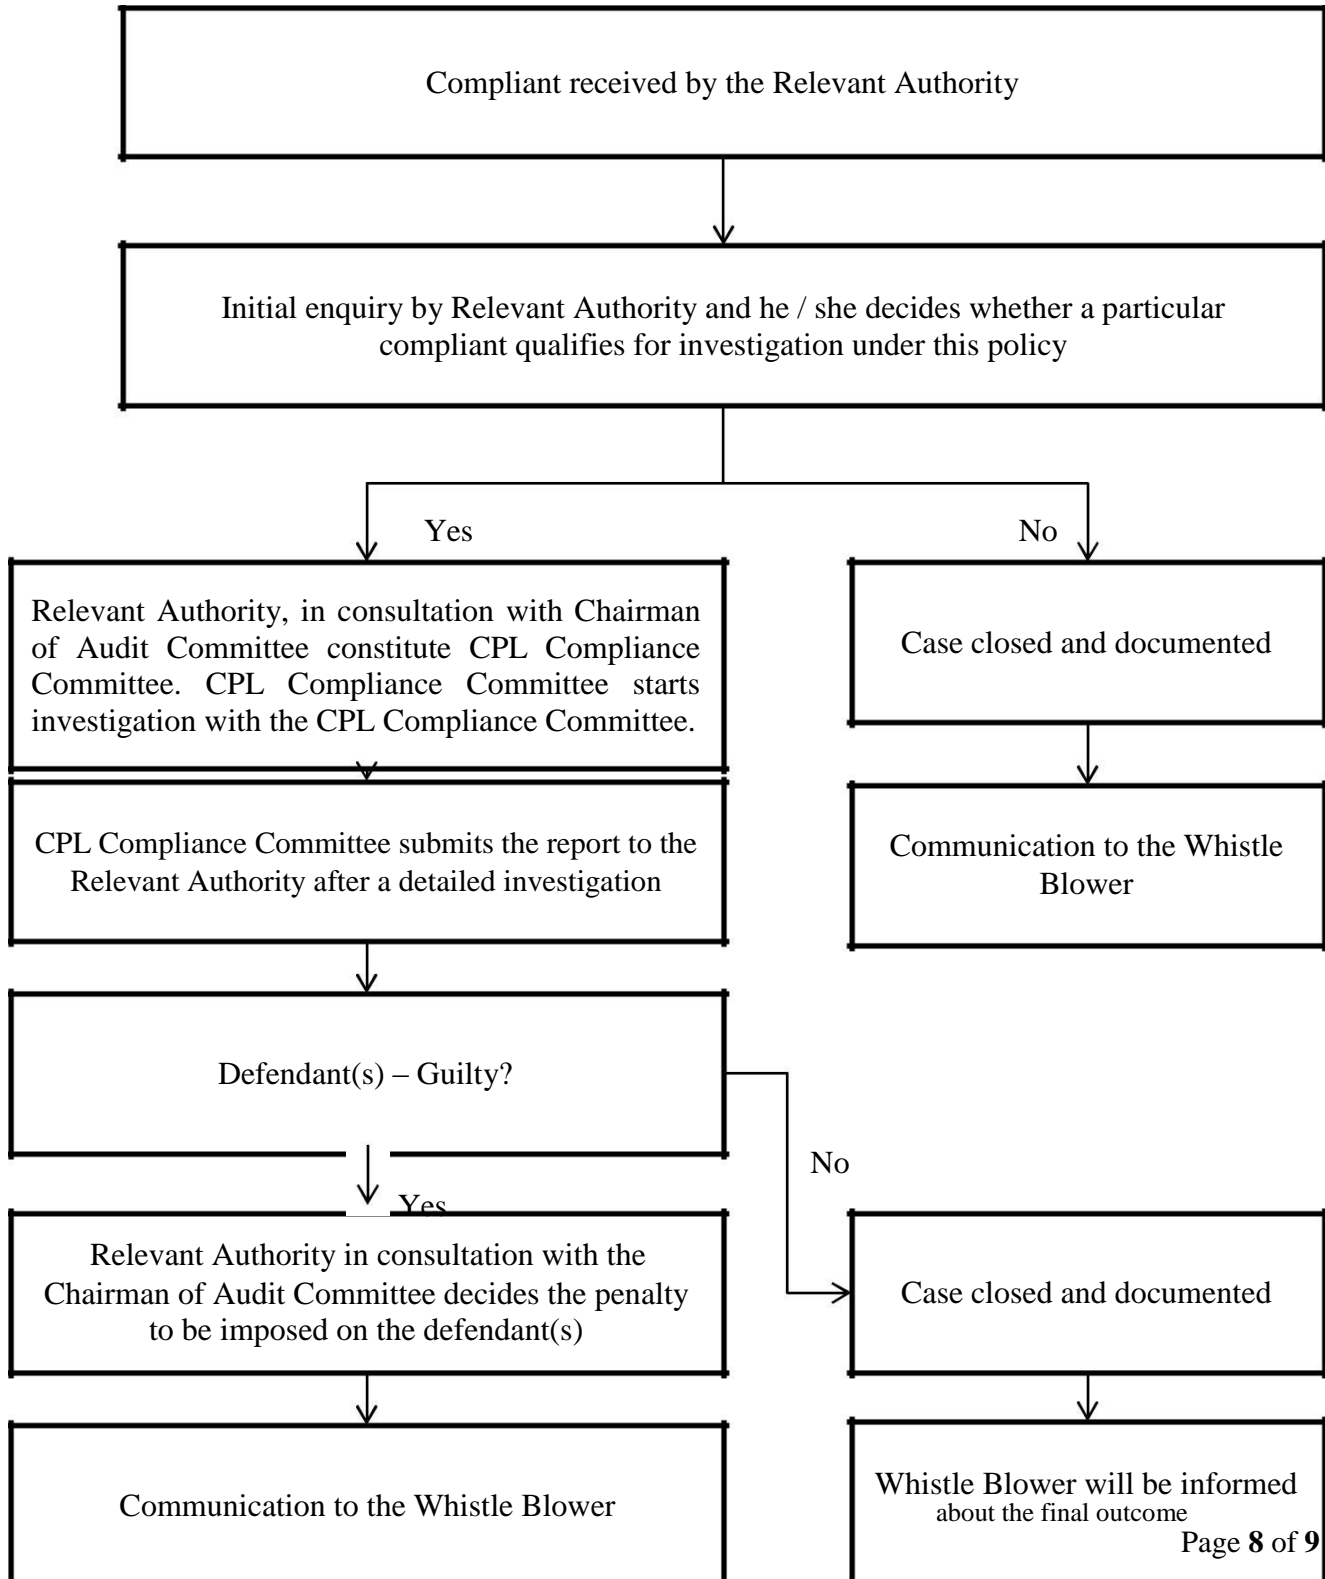 Compliant received by the Relevant Authority
Initial enquiry by Relevant Authority and he / she decides whether a particular
compliant qualifies for investigation under this policy
Yes
No
Relevant Authority, in consultation with Chairman
of Audit Committee constitute CPL Compliance
Committee. CPL Compliance Committee starts
investigation with the CPL Compliance Committee.
Case closed and documented
CPL Compliance Committee submits the report to the
Relevant Authority after a detailed investigation
Communication to the Whistle
Blower
Defendant(s) – Guilty?
No
Yes
Relevant Authority in consultation with the
Chairman of Audit Committee decides the penalty
to be imposed on the defendant(s)
Case closed and documented
Communication to the Whistle Blower
Whistle Blower will be informed
about the final outcome
Page 8 of 9